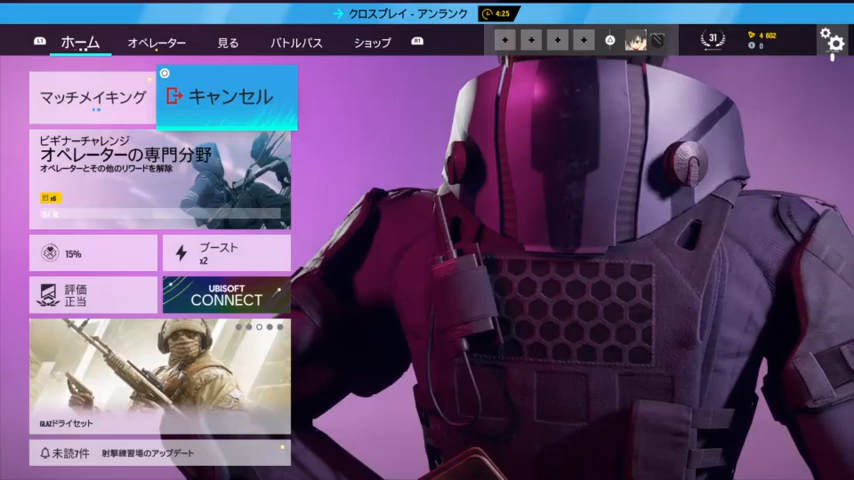 クロスプレイ - アンランク 4:25
L1 ホーム オペレーター 見る バトルパス ショップ R1
31
4 602
0
マッチメイキング
キャンセル
ビギナーチャレンジ
オペレーターの専門分野
オペレーターとその他のリワードを解除
x6
15%
ブースト
x2
評価
正当
UBISOFT
CONNECT
GLAZドライセット
未読7件 射撃練習場のアップデート